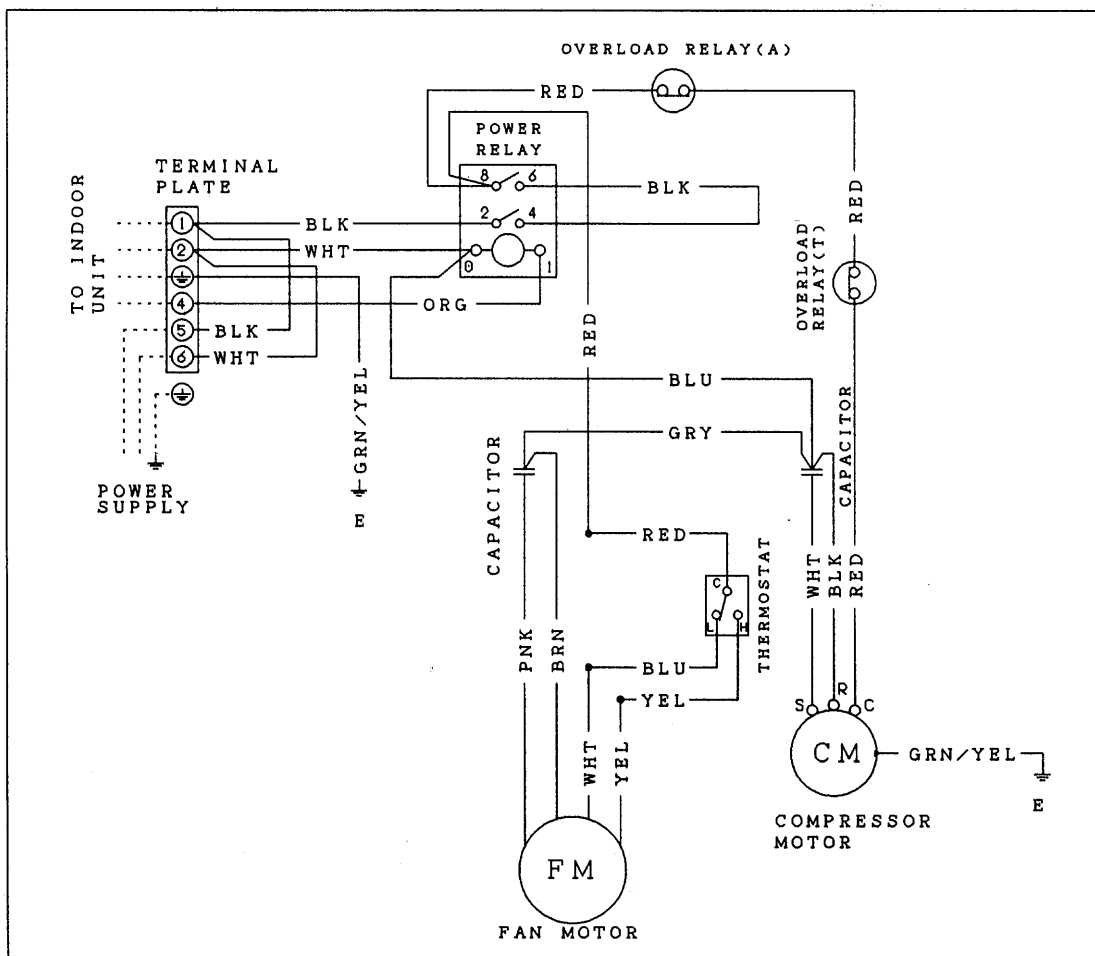 OVERLOAD RELAY(A)
RED
POWER
RELAY
8 6
BLK
2 4
0 1
TERMINAL
PLATE
TO INDOOR
UNIT
1
2
4
5
6
BLK
WHT
ORG
BLK
WHT
GRN/YEL
E
POWER
SUPPLY
RED
RED
OVERLOAD
RELAY(T)
BLU
GRY
CAPACITOR
CAPACITOR
RED
THERMOSTAT
C
L H
BLU
YEL
PNK
BRN
WHT
YEL
WHT
BLK
RED
S R C
CM
GRN/YEL
E
COMPRESSOR
MOTOR
FM
FAN MOTOR